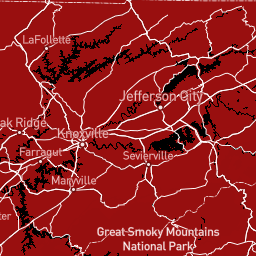 LaFollette
Jefferson City
ak Ridge
Knoxville
Farragut
Sevierville
Maryville
ter
Great Smoky Mountains
National Park